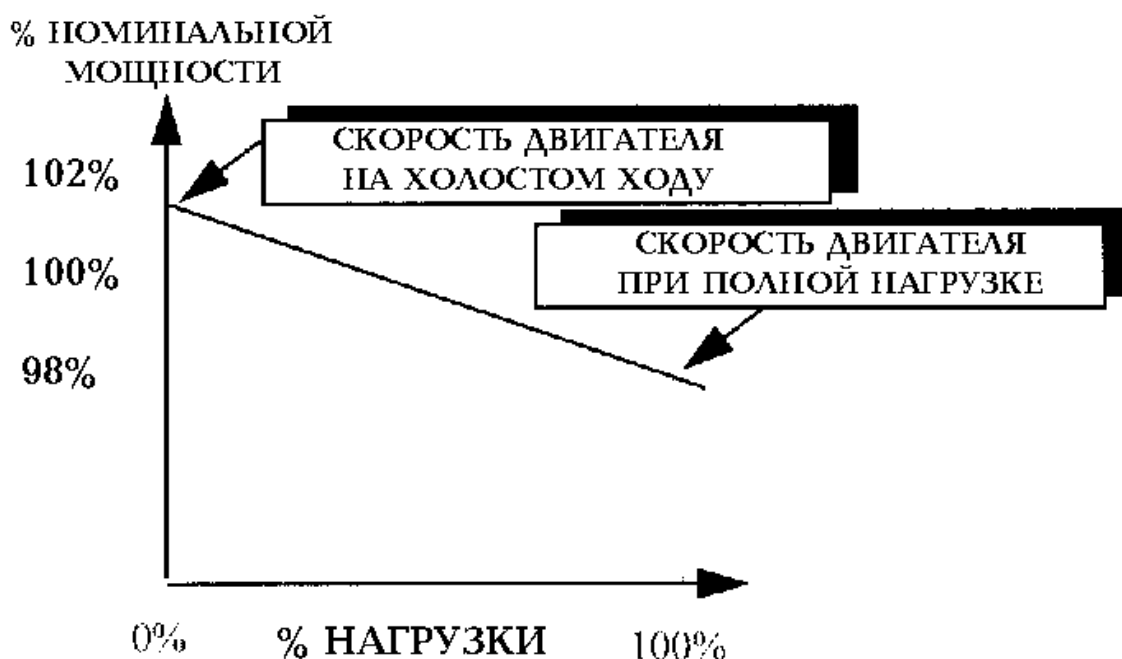 % НОМИНАЛЬНОЙ
МОЩНОСТИ
СКОРОСТЬ ДВИГАТЕЛЯ
НА ХОЛОСТОМ ХОДУ
102%
СКОРОСТЬ ДВИГАТЕЛЯ
ПРИ ПОЛНОЙ НАГРУЗКЕ
100%
98%
0% % НАГРУЗКИ 100%